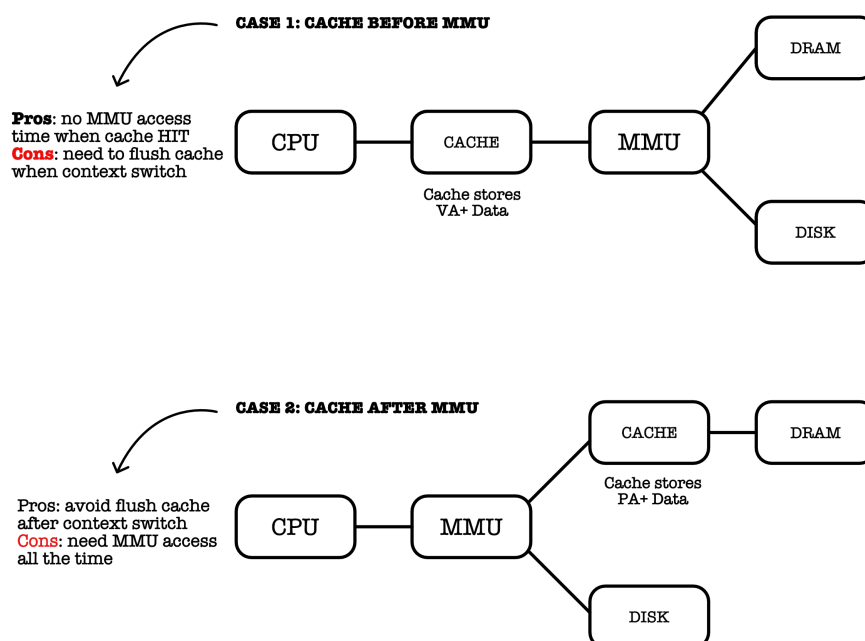 CASE 1: CACHE BEFORE MMU
DRAM
Pros: no MMU access
time when cache HIT
Cons: need to flush cache
when context switch
CPU
CACHE
MMU
Cache stores
VA+ Data
DISK
CASE 2: CACHE AFTER MMU
CACHE
DRAM
Cache stores
PA+ Data
Pros: avoid flush cache
after context switch
Cons: need MMU access
all the time
CPU
MMU
DISK